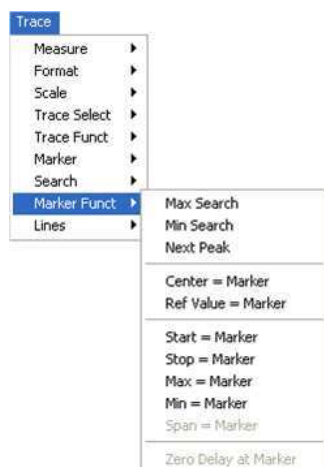 Trace
Measure
Format
Scale
Trace Select
Trace Funct
Marker
Search
Marker Funct
Lines
Max Search
Min Search
Next Peak
Center = Marker
Ref Value = Marker
Start = Marker
Stop = Marker
Max = Marker
Min = Marker
Span = Marker
Zero Delay at Marker